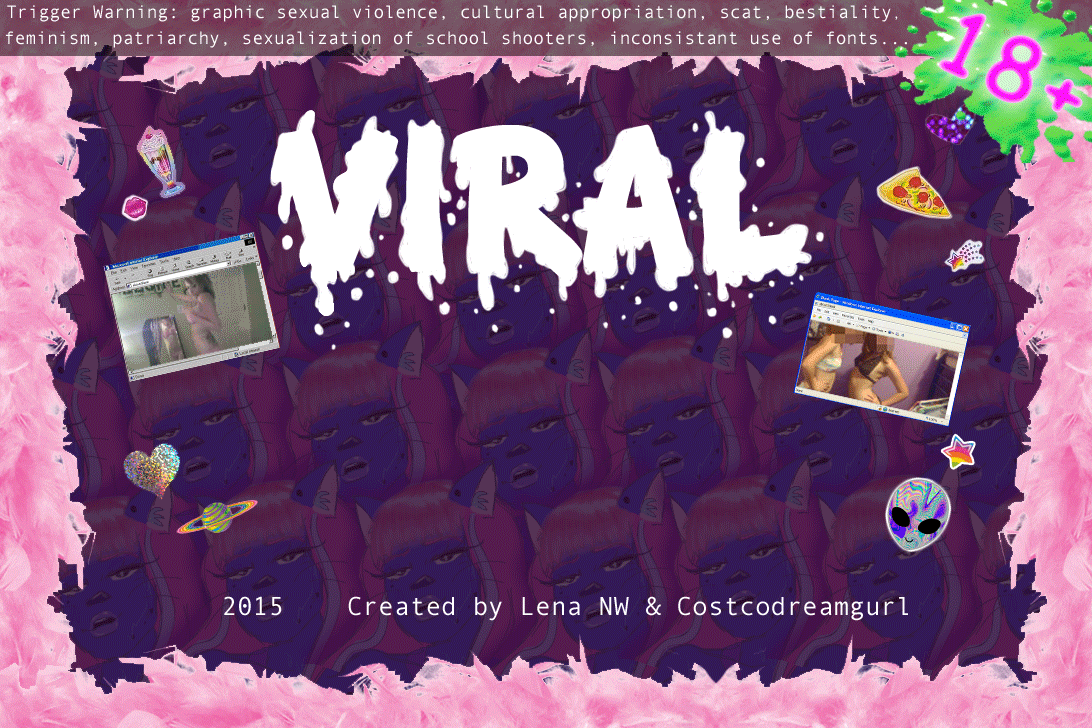 Trigger Warning: graphic sexual violence, cultural appropriation, scat, bestiality,
feminism, patriarchy, sexualization of school shooters, inconsistant use of fonts...
18+
VIRAL
2015 Created by Lena NW & Costcodreamgurl